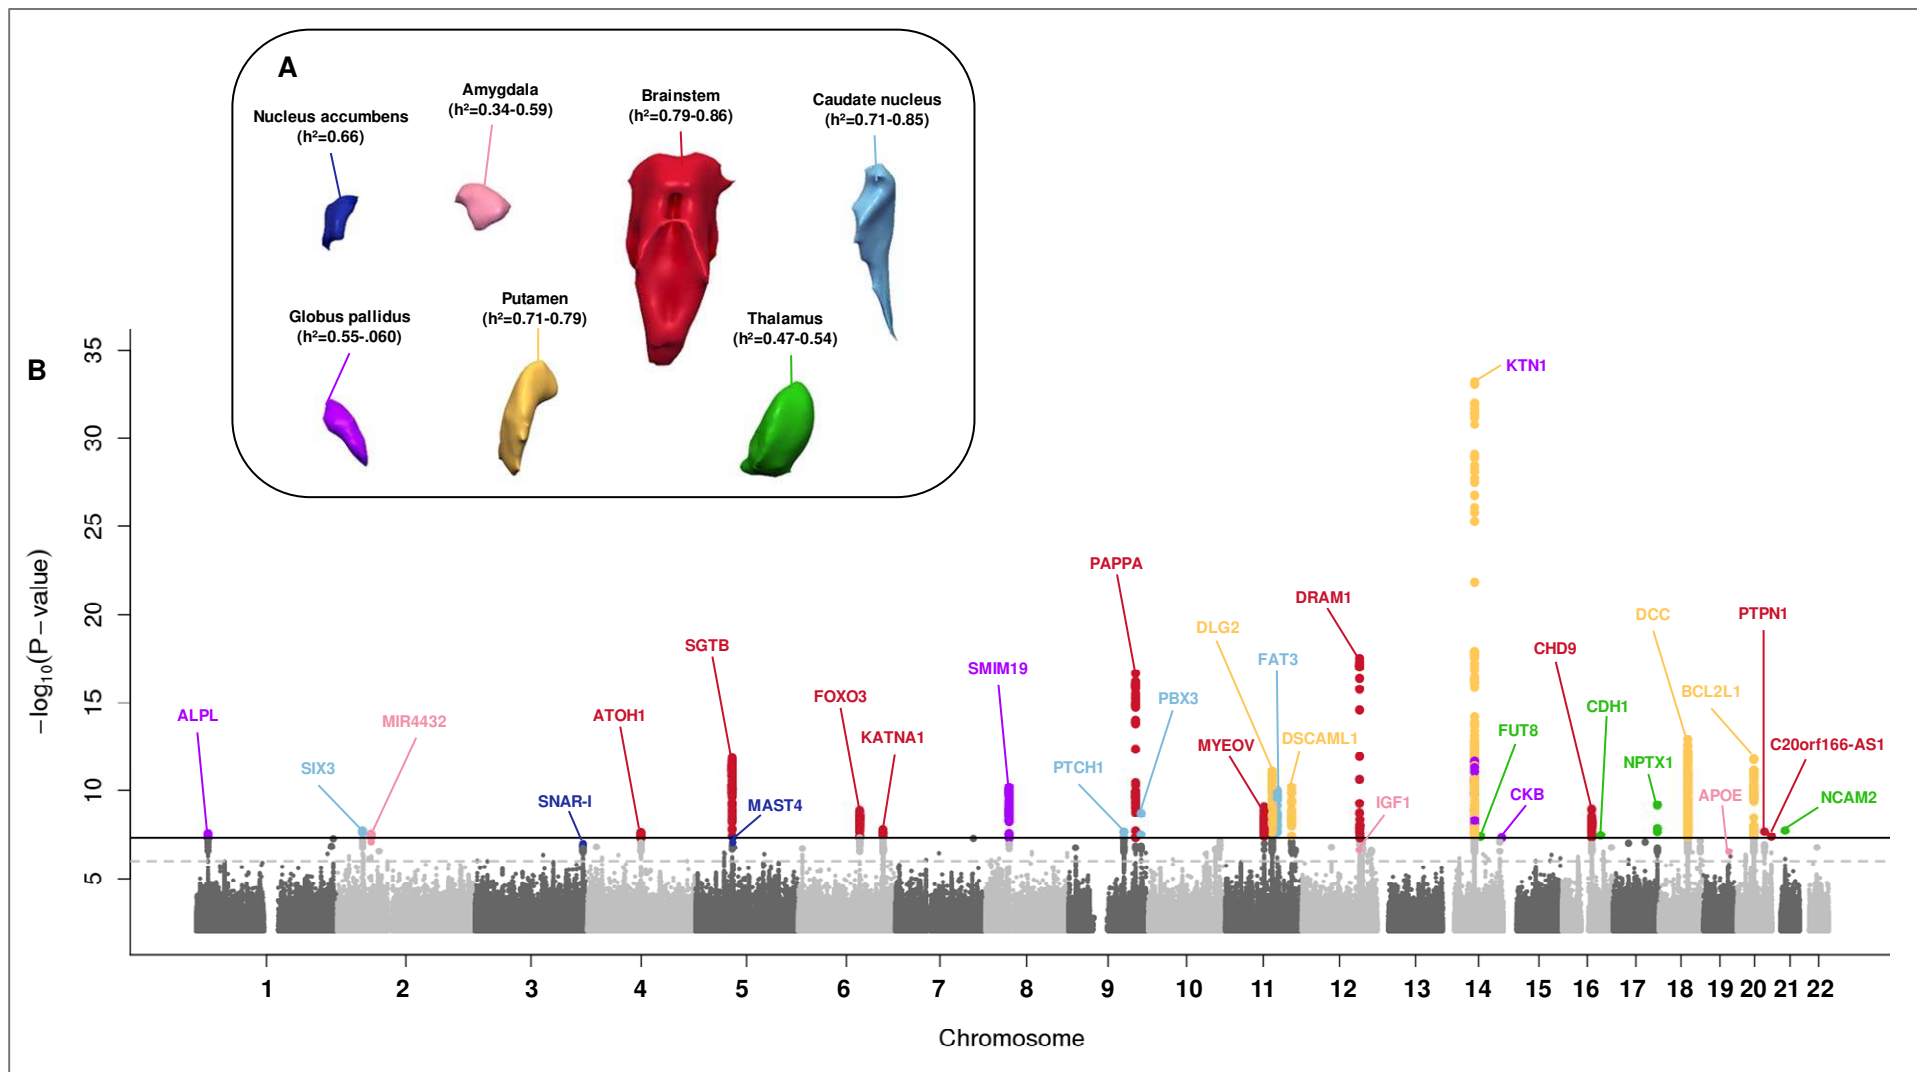 A
Nucleus accumbens
(h²=0.66)
Amygdala
(h²=0.34-0.59)
Brainstem
(h²=0.79-0.86)
Caudate nucleus
(h²=0.71-0.85)
Globus pallidus
(h²=0.55-.060)
Putamen
(h²=0.71-0.79)
Thalamus
(h²=0.47-0.54)
B
−log₁₀(P−value)
35
30
25
20
15
10
5
ALPL
SIX3
MIR4432
SNAR-I
ATOH1
SGTB
MAST4
FOXO3
KATNA1
SMIM19
PTCH1
PAPPA
PBX3
MYEOV
DLG2
FAT3
DSCAML1
DRAM1
IGF1
KTN1
FUT8
CKB
CHD9
CDH1
NPTX1
DCC
APOE
BCL2L1
PTPN1
C20orf166-AS1
NCAM2
1 2 3 4 5 6 7 8 9 10 11 12 13 14 15 16 17 18 19 20 21 22
Chromosome